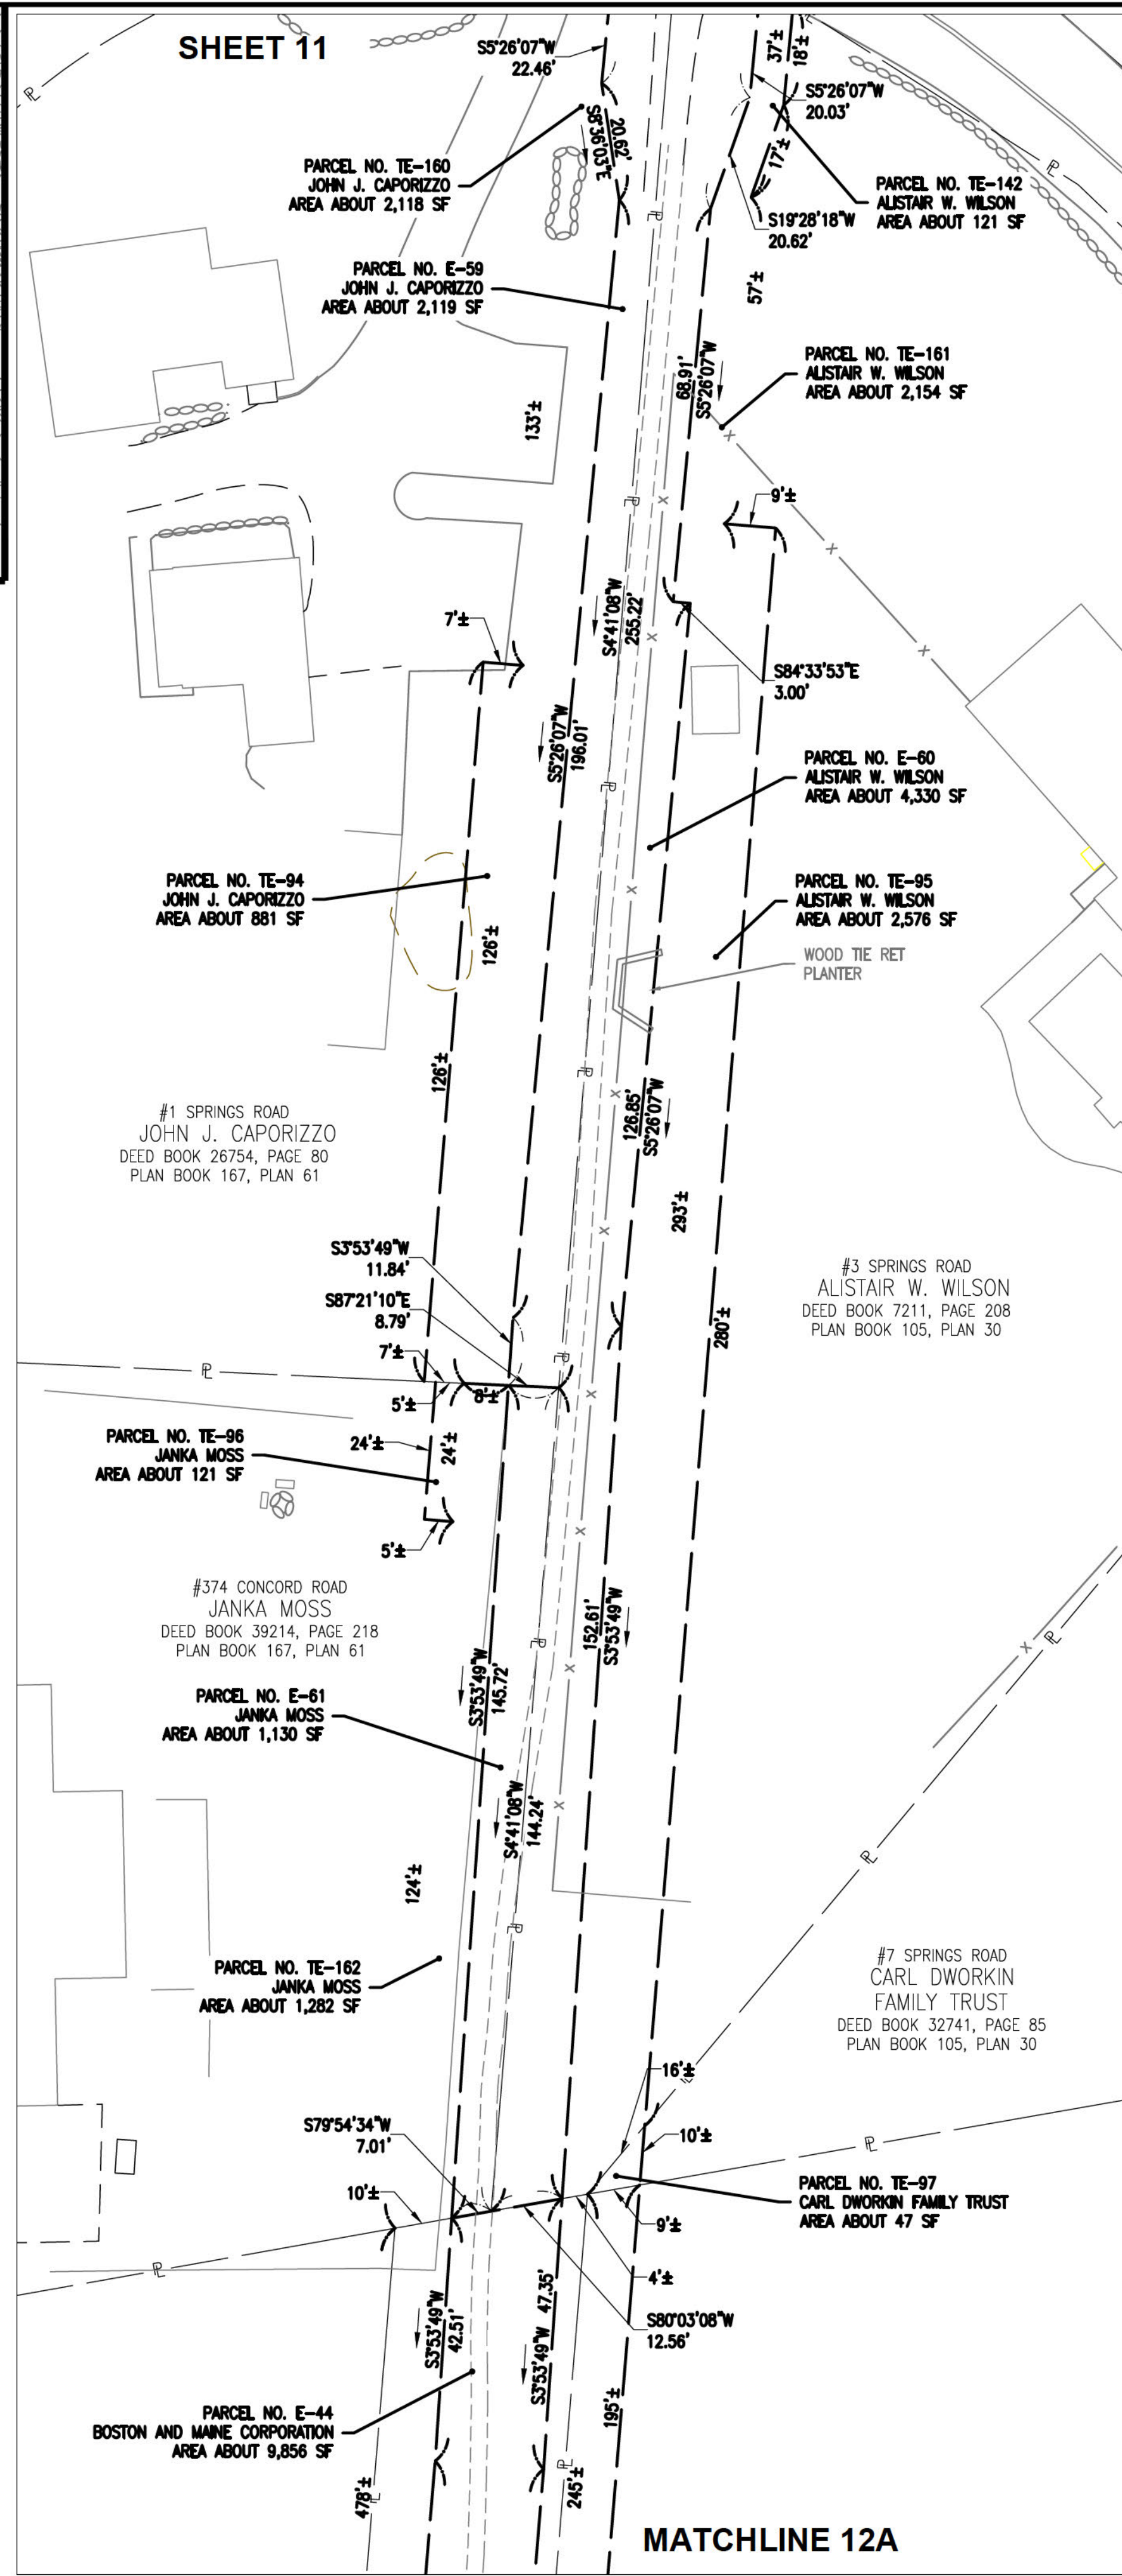 SHEET 11
S5°26'07"W
22.46'
37'±
18'±
S5°26'07"W
20.03'
20.62'
S8°36'03"E
17'±
PARCEL NO. TE-160
JOHN J. CAPORIZZO
AREA ABOUT 2,118 SF
PARCEL NO. TE-142
ALISTAIR W. WILSON
AREA ABOUT 121 SF
S19°28'18"W
20.62'
PARCEL NO. E-59
JOHN J. CAPORIZZO
AREA ABOUT 2,119 SF
57'±
PARCEL NO. TE-161
ALISTAIR W. WILSON
AREA ABOUT 2,154 SF
68.91'
S5°26'07"W
133'±
9'±
S4°41'08"W
255.22'
7'±
S84°33'53"E
3.00'
S5°26'07"W
196.01'
PARCEL NO. E-60
ALISTAIR W. WILSON
AREA ABOUT 4,330 SF
PARCEL NO. TE-94
JOHN J. CAPORIZZO
AREA ABOUT 881 SF
PARCEL NO. TE-95
ALISTAIR W. WILSON
AREA ABOUT 2,576 SF
126'±
WOOD TIE RET
PLANTER
126'±
126.85'
S5°26'07"W
#1 SPRINGS ROAD
JOHN J. CAPORIZZO
DEED BOOK 26754, PAGE 80
PLAN BOOK 167, PLAN 61
293'±
S3°53'49"W
11.84'
S87°21'10"E
8.79'
#3 SPRINGS ROAD
ALISTAIR W. WILSON
DEED BOOK 7211, PAGE 208
PLAN BOOK 105, PLAN 30
280'±
7'±
8'±
5'±
PARCEL NO. TE-96
JANKA MOSS
AREA ABOUT 121 SF
24'±
24'±
5'±
#374 CONCORD ROAD
JANKA MOSS
DEED BOOK 39214, PAGE 218
PLAN BOOK 167, PLAN 61
152.61'
S3°53'49"W
S3°53'49"W
145.72'
PARCEL NO. E-61
JANKA MOSS
AREA ABOUT 1,130 SF
S4°41'08"W
144.24'
124'±
PARCEL NO. TE-162
JANKA MOSS
AREA ABOUT 1,282 SF
#7 SPRINGS ROAD
CARL DWORKIN
FAMILY TRUST
DEED BOOK 32741, PAGE 85
PLAN BOOK 105, PLAN 30
16'±
S79°54'34"W
7.01'
10'±
10'±
PARCEL NO. TE-97
CARL DWORKIN FAMILY TRUST
AREA ABOUT 47 SF
9'±
4'±
S80°03'08"W
12.56'
S3°53'49"W
42.51'
S3°53'49"W 47.35'
PARCEL NO. E-44
BOSTON AND MAINE CORPORATION
AREA ABOUT 9,856 SF
195'±
478'±
245'±
MATCHLINE 12A